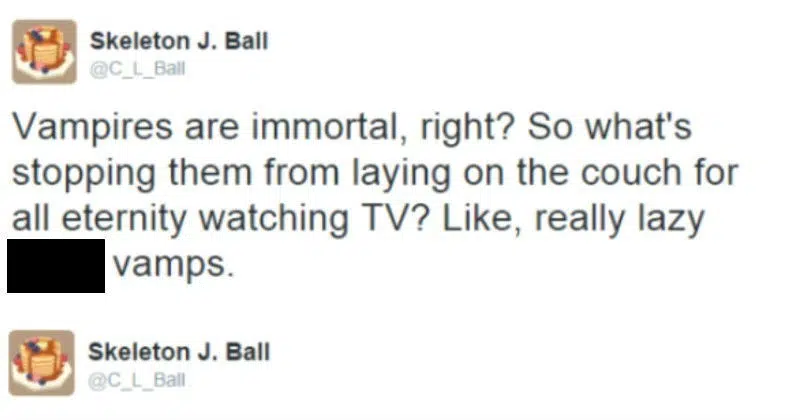 Skeleton J. Ball
@C_L_Ball
Vampires are immortal, right? So what's
stopping them from laying on the couch for
all eternity watching TV? Like, really lazy
vamps.
Skeleton J. Ball
@C_L_Ball